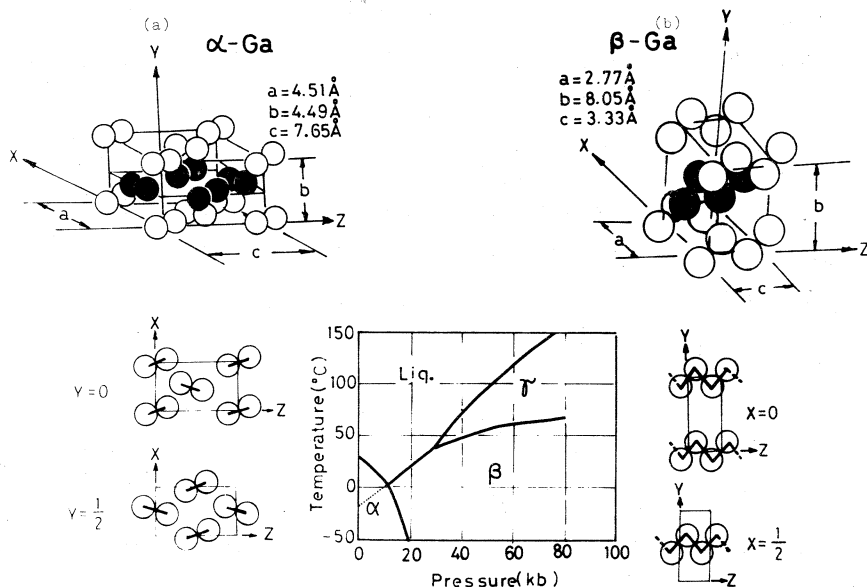 (a)
α-Ga
Y
a=4.51Å
b=4.49Å
c=7.65Å
X
b
a
Z
c
(b)
β-Ga
Y
a=2.77Å
b=8.05Å
c=3.33Å
X
b
a
Z
c
X
Y=0
Z
X
Y=1/2
Z
Temperature(°C)
150
100
50
0
-50
Liq.
γ
β
α
0 20 40 60 80 100
Pressure(kb)
Y
X=0
Z
Y
X=1/2
Z